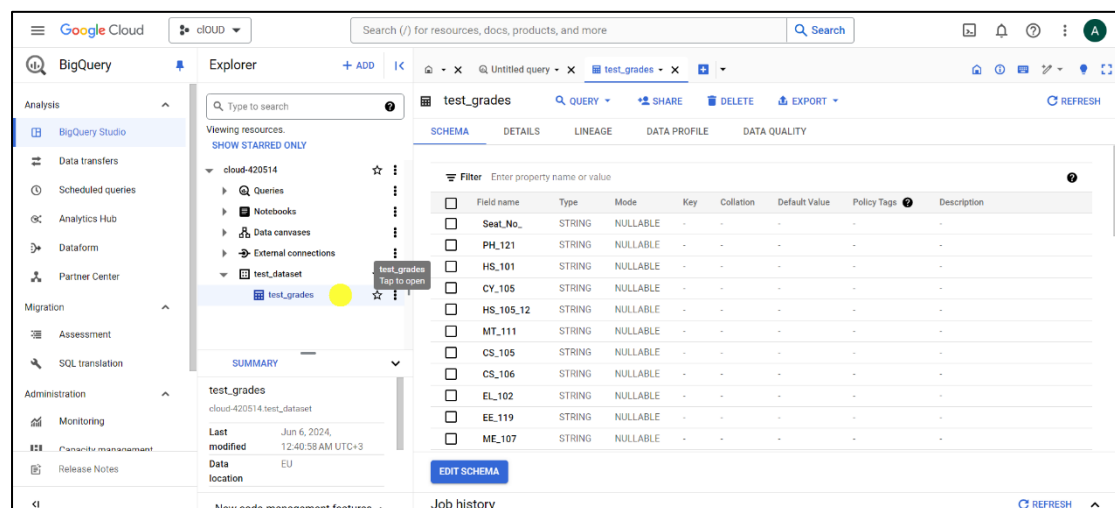 Google Cloud
clOUD
Search (/) for resources, docs, products, and more
Search
A
BigQuery
Explorer
+ ADD
Untitled query
test_grades
Analysis
BigQuery Studio
Data transfers
Scheduled queries
Analytics Hub
Dataform
Partner Center
Migration
Assessment
SQL translation
Administration
Monitoring
Capacity management
Release Notes
Type to search
Viewing resources.
SHOW STARRED ONLY
cloud-420514
Queries
Notebooks
Data canvases
External connections
test_dataset
test_grades
test_grades
Tap to open
SUMMARY
test_grades
cloud-420514.test_dataset
Last modified Jun 6, 2024, 12:40:58 AM UTC+3
Data location EU
New code management features
test_grades QUERY SHARE DELETE EXPORT REFRESH
SCHEMA DETAILS LINEAGE DATA PROFILE DATA QUALITY
Filter Enter property name or value
Field name Type Mode Key Collation Default Value Policy Tags Description
Seat_No_ STRING NULLABLE - - - - -
PH_121 STRING NULLABLE - - - - -
HS_101 STRING NULLABLE - - - - -
CY_105 STRING NULLABLE - - - - -
HS_105_12 STRING NULLABLE - - - - -
MT_111 STRING NULLABLE - - - - -
CS_105 STRING NULLABLE - - - - -
CS_106 STRING NULLABLE - - - - -
EL_102 STRING NULLABLE - - - - -
EE_119 STRING NULLABLE - - - - -
ME_107 STRING NULLABLE - - - - -
EDIT SCHEMA
Job history
REFRESH